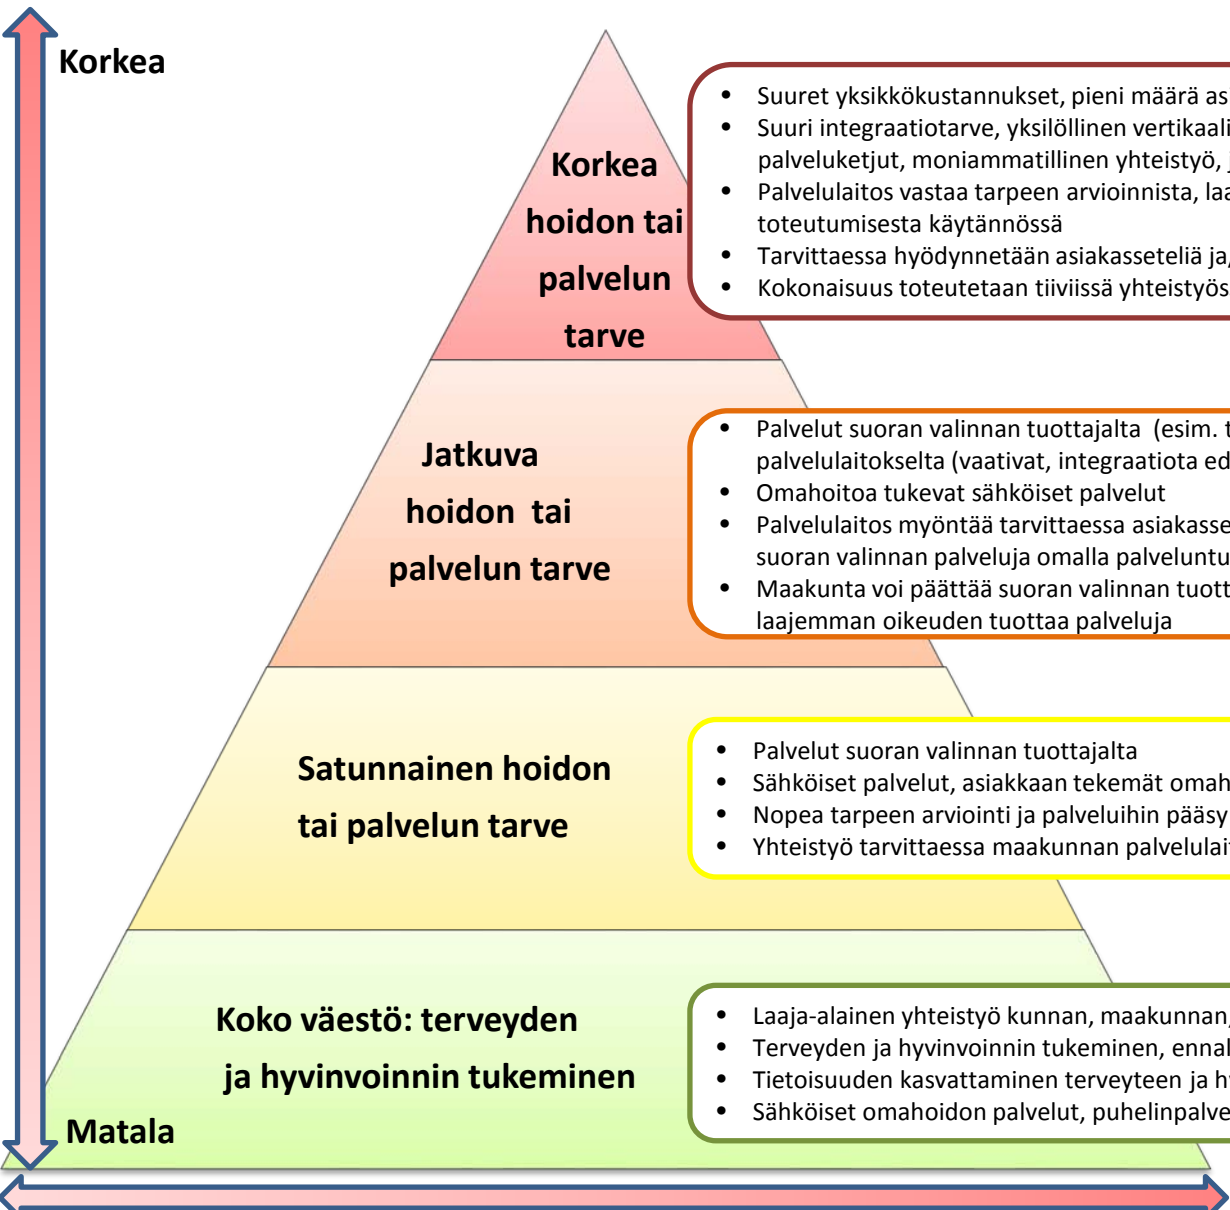 Korkea
Korkea
hoidon tai
palvelun
tarve
• Suuret yksikkökustannukset, pieni määrä as
• Suuri integraatiotarve, yksilöllinen vertikaali
palveluketjut, moniammatillinen yhteistyö, j
• Palvelulaitos vastaa tarpeen arvioinnista, laa
toteutumisesta käytännössä
• Tarvittaessa hyödynnetään asiakasseteliä ja,
• Kokonaisuus toteutetaan tiiviissä yhteistyös
Jatkuva
hoidon tai
palvelun tarve
• Palvelut suoran valinnan tuottajalta (esim. t
palvelulaitokselta (vaativat, integraatiota ed
• Omahoitoa tukevat sähköiset palvelut
• Palvelulaitos myöntää tarvittaessa asiakasse
suoran valinnan palveluja omalla palveluntu
• Maakunta voi päättää suoran valinnan tuott
laajemman oikeuden tuottaa palveluja
Satunnainen hoidon
tai palvelun tarve
• Palvelut suoran valinnan tuottajalta
• Sähköiset palvelut, asiakkaan tekemät omah
• Nopea tarpeen arviointi ja palveluihin pääsy
• Yhteistyö tarvittaessa maakunnan palvelulai
Koko väestö: terveyden
ja hyvinvoinnin tukeminen
• Laaja-alainen yhteistyö kunnan, maakunnan,
• Terveyden ja hyvinvoinnin tukeminen, ennal
• Tietoisuuden kasvattaminen terveyteen ja hy
• Sähköiset omahoidon palvelut, puhelinpalve
Matala